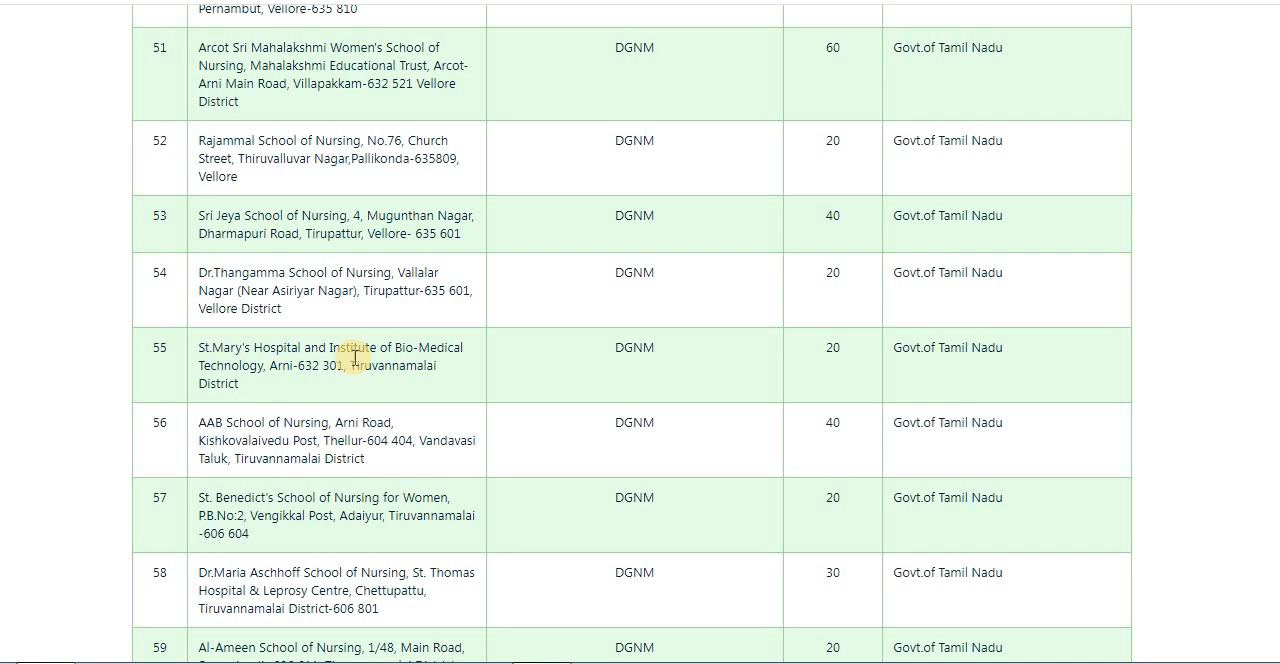 Pernambut, Vellore-635 810
51 Arcot Sri Mahalakshmi Women's School of DGNM 60 Govt.of Tamil Nadu
Nursing, Mahalakshmi Educational Trust, Arcot-
Arni Main Road, Villapakkam-632 521 Vellore
District
52 Rajammal School of Nursing, No.76, Church DGNM 20 Govt.of Tamil Nadu
Street, Thiruvalluvar Nagar,Pallikonda-635809,
Vellore
53 Sri Jeya School of Nursing, 4, Mugunthan Nagar, DGNM 40 Govt.of Tamil Nadu
Dharmapuri Road, Tirupattur, Vellore- 635 601
54 Dr.Thangamma School of Nursing, Vallalar DGNM 20 Govt.of Tamil Nadu
Nagar (Near Asiriyar Nagar), Tirupattur-635 601,
Vellore District
55 St.Mary's Hospital and Institute of Bio-Medical DGNM 20 Govt.of Tamil Nadu
Technology, Arni-632 301, Tiruvannamalai
District
56 AAB School of Nursing, Arni Road, DGNM 40 Govt.of Tamil Nadu
Kishkovalaivedu Post, Thellur-604 404, Vandavasi
Taluk, Tiruvannamalai District
57 St. Benedict's School of Nursing for Women, DGNM 20 Govt.of Tamil Nadu
P.B.No:2, Vengikkal Post, Adaiyur, Tiruvannamalai
-606 604
58 Dr.Maria Aschhoff School of Nursing, St. Thomas DGNM 30 Govt.of Tamil Nadu
Hospital & Leprosy Centre, Chettupattu,
Tiruvannamalai District-606 801
59 Al-Ameen School of Nursing, 1/48, Main Road, DGNM 20 Govt.of Tamil Nadu